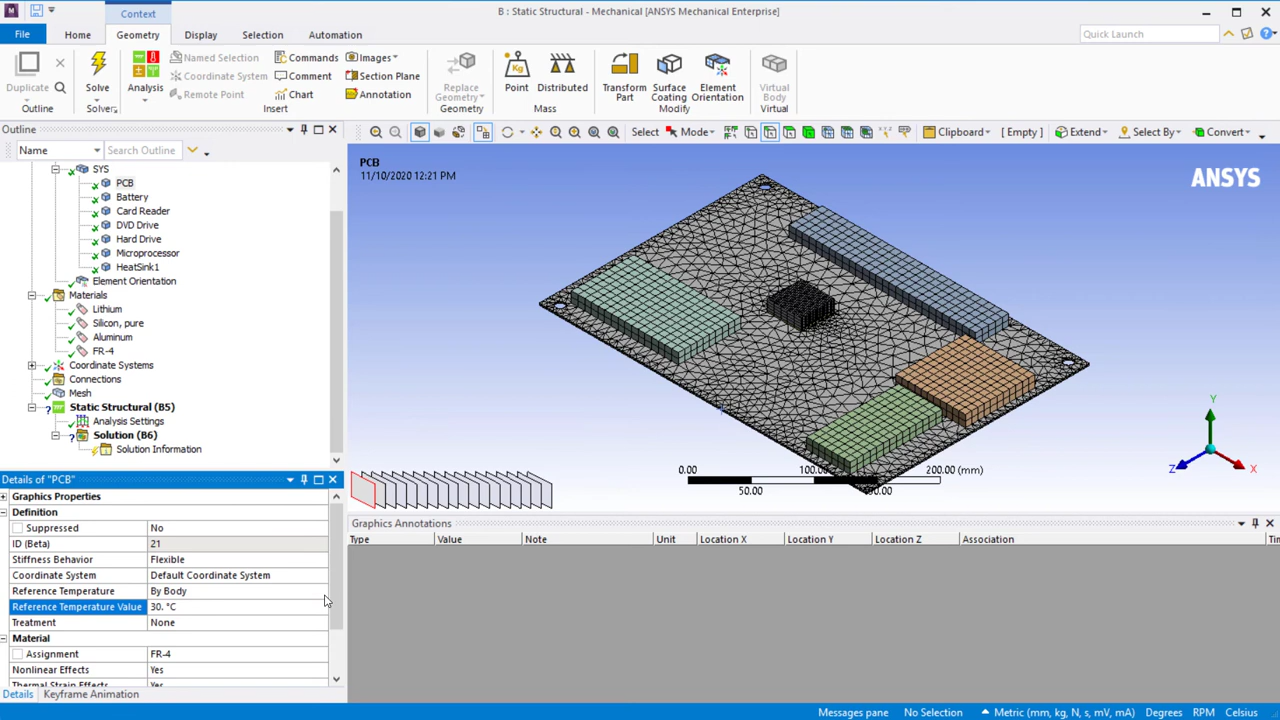 Context
B : Static Structural - Mechanical [ANSYS Mechanical Enterprise]
File Home Geometry Display Selection Automation
Quick Launch
Duplicate
Outline
Solve
Solvers
Analysis
Named Selection
Coordinate System
Remote Point
Commands
Comment
Chart
Images
Section Plane
Annotation
Insert
Replace
Geometry
Geometry
Point
Distributed
Mass
Transform
Part
Surface
Coating
Element
Orientation
Modify
Virtual
Body
Virtual
Outline
Select Mode Clipboard [ Empty ] Extend Select By Convert
Name Search Outline
SYS
PCB
Battery
Card Reader
DVD Drive
Hard Drive
Microprocessor
HeatSink1
Element Orientation
Materials
Lithium
Silicon, pure
Aluminum
FR-4
Coordinate Systems
Connections
Mesh
Static Structural (B5)
Analysis Settings
Solution (B6)
Solution Information
PCB
11/10/2020 12:21 PM
ANSYS
0.00 100.0 200.00 (mm)
50.00 .00
Y
Z X
Details of "PCB"
Graphics Properties
Definition
Suppressed No
ID (Beta) 21
Stiffness Behavior Flexible
Coordinate System Default Coordinate System
Reference Temperature By Body
Reference Temperature Value 30. °C
Treatment None
Material
Assignment FR-4
Nonlinear Effects Yes
Thermal Strain Effects Yes
Details Keyframe Animation
Graphics Annotations
Type Value Note Unit Location X Location Y Location Z Association
Messages pane No Selection Metric (mm, kg, N, s, mV, mA) Degrees RPM Celsius